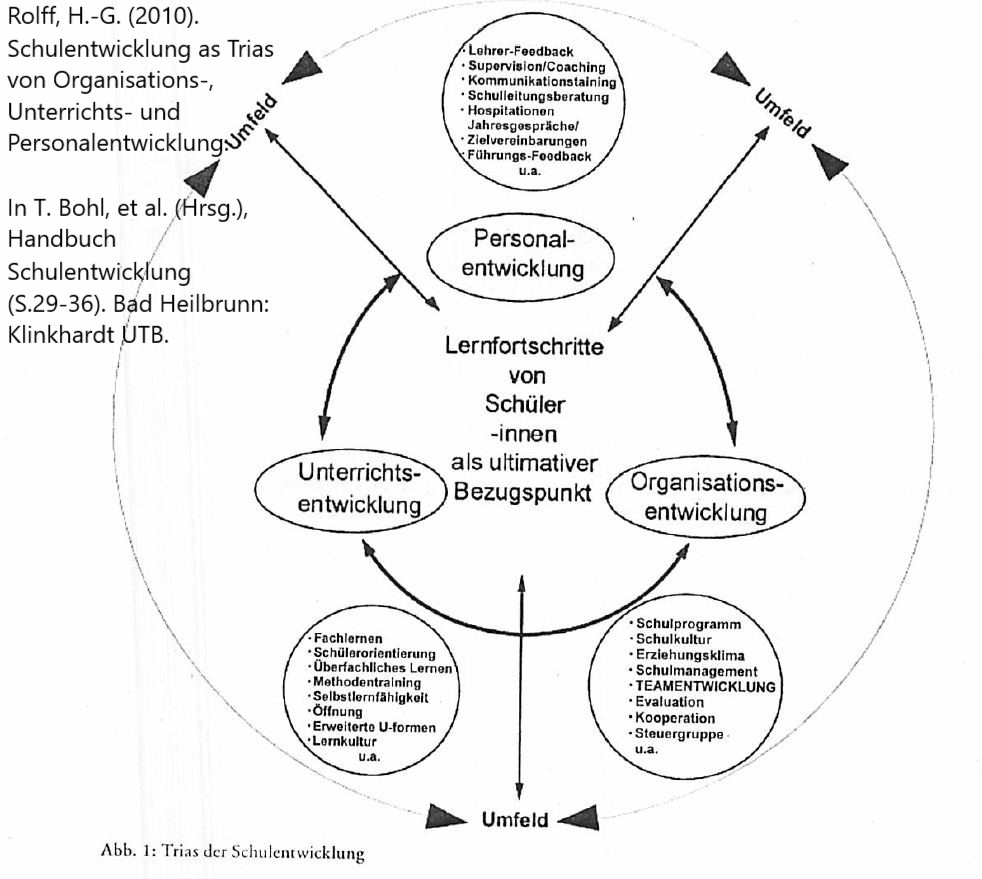 Rolff, H.-G. (2010).
Schulentwicklung as Trias
von Organisations-,
Unterrichts- und
Personalentwicklung.
In T. Bohl, et al. (Hrsg.),
Handbuch
Schulentwicklung
(S.29-36). Bad Heilbrunn:
Klinkhardt UTB.
Umfeld
Umfeld
· Lehrer-Feedback
· Supervision/Coaching
· Kommunikationstaining
· Schulleitungsberatung
· Hospitationen
Jahresgespräche/
· Zielvereinbarungen
· Führungs-Feedback
u.a.
Personal-
entwicklung
Lernfortschritte
von
Schüler
-innen
als ultimativer
Bezugspunkt
Unterrichts-
entwicklung
Organisations-
entwicklung
· Fachlernen
· Schülerorientierung
· Überfachliches Lernen
· Methodentraining
· Selbstlernfähigkeit
· Öffnung
· Erweiterte U-formen
· Lernkultur
u.a.
· Schulprogramm
· Schulkultur
· Erziehungsklima
· Schulmanagement
· TEAMENTWICKLUNG
· Evaluation
· Kooperation
· Steuergruppe
u.a.
Umfeld
Abb. 1: Trias der Schulentwicklung